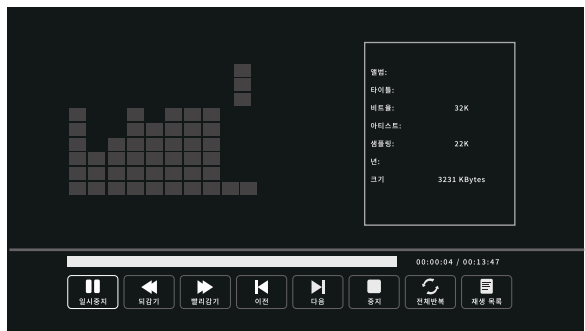 앨범:
타이틀:
비트율: 32K
아티스트:
샘플링: 22K
년:
크기 3231 KBytes
00:00:04 / 00:13:47
일시중지 되감기 빨리감기 이전 다음 중지 전체반복 재생 목록